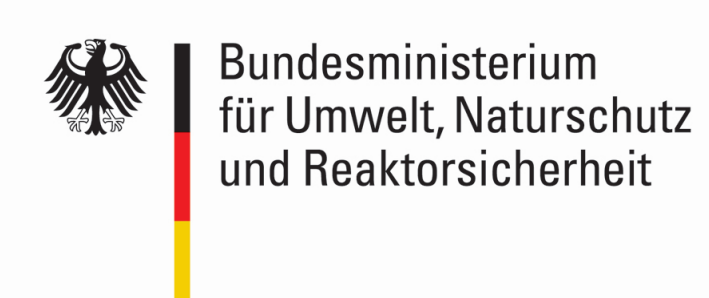 Bundesministerium
für Umwelt, Naturschutz
und Reaktorsicherheit